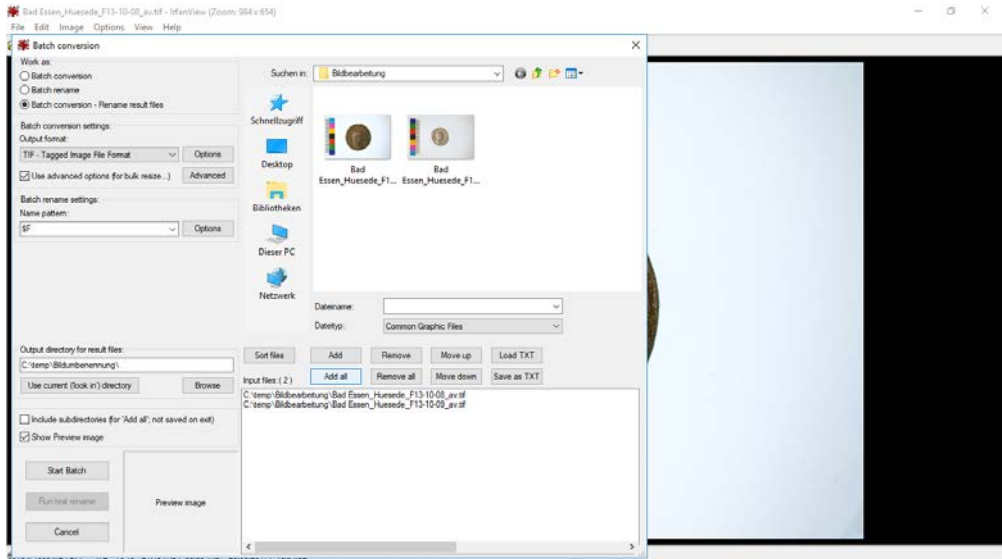 Bad Essen_Huesede_F13-10-08_av.tif - IrfanView (Zoom: 984 x 654)
File Edit Image Options View Help
Batch conversion
Work as:
Batch conversion
Batch rename
Batch conversion - Rename result files
Batch conversion settings:
Output format:
TIF - Tagged Image File Format
Options
Use advanced options (for bulk resize...)
Advanced
Batch rename settings:
Name pattern:
$F
Options
Output directory for result files:
C:\temp\Bildumbenennung\
Use current ('look in') directory
Browse
Include subdirectories (for 'Add all'; not saved on exit)
Show Preview image
Start Batch
Run test rename
Cancel
Preview image
Suchen in:
Bildbearbeitung
Schnellzugriff
Desktop
Bibliotheken
Dieser PC
Netzwerk
Bad
Essen_Huesede_F1...
Bad
Essen_Huesede_F1...
Dateiname:
Dateityp:
Common Graphic Files
Sort files
Add
Remove
Move up
Load TXT
Input files: ( 2 )
Add all
Remove all
Move down
Save as TXT
C:\temp\Bildbearbeitung\Bad Essen_Huesede_F13-10-08_av.tif
C:\temp\Bildbearbeitung\Bad Essen_Huesede_F13-10-09_av.tif